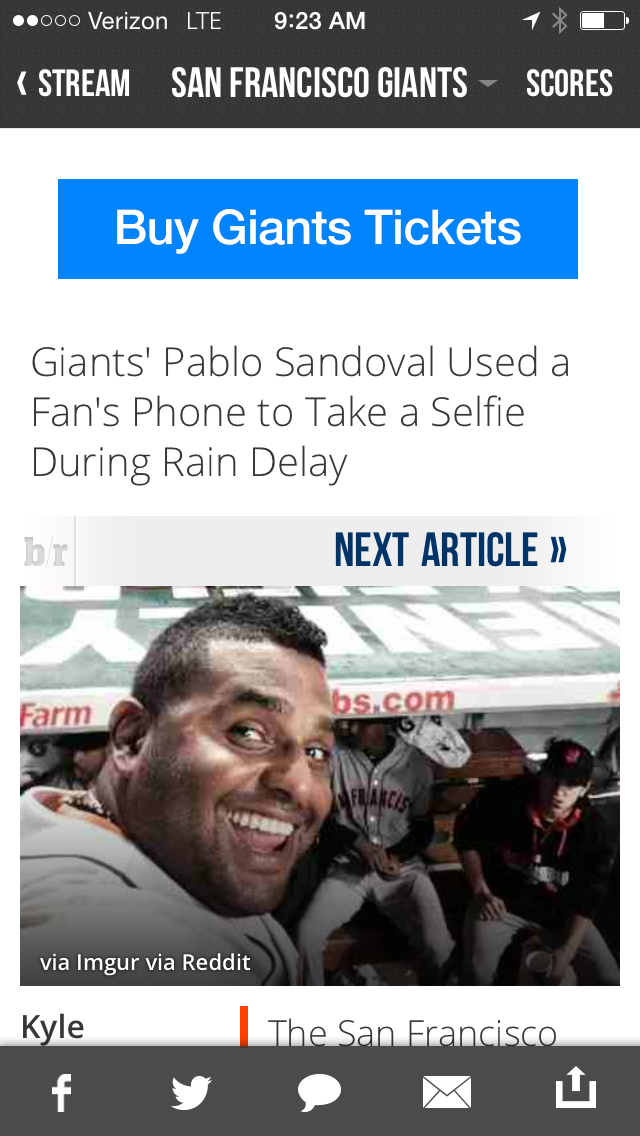 Verizon LTE 9:23 AM
STREAM SAN FRANCISCO GIANTS SCORES
Buy Giants Tickets
Giants' Pablo Sandoval Used a
Fan's Phone to Take a Selfie
During Rain Delay
b/r NEXT ARTICLE »
Farm
bs.com
via Imgur via Reddit
Kyle
The San Francisco
f